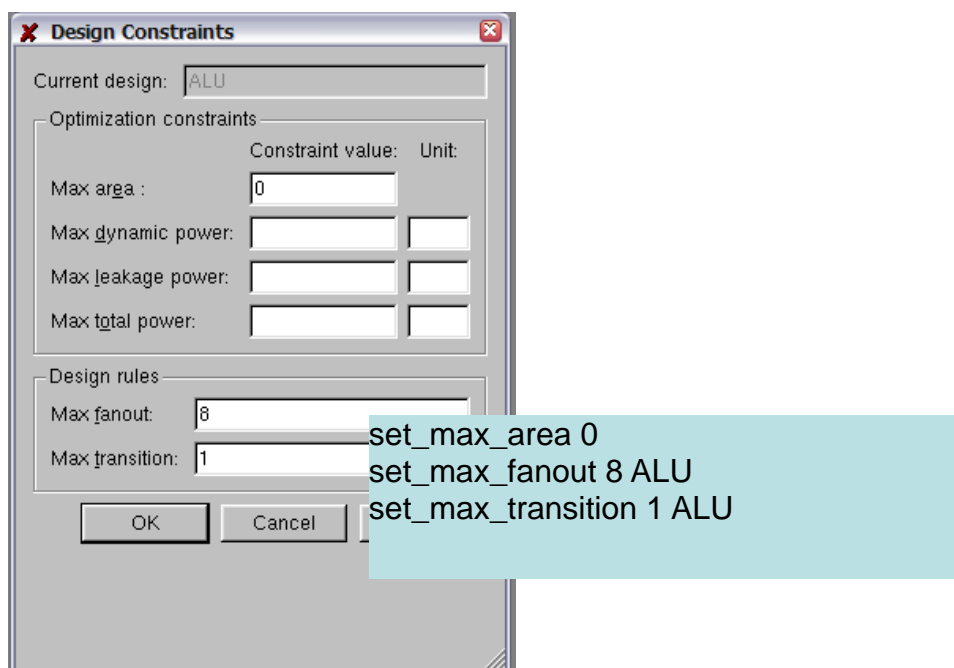 Design Constraints
Current design: ALU
Optimization constraints
Constraint value: Unit:
Max area : 0
Max dynamic power:
Max leakage power:
Max total power:
Design rules
Max fanout: 8
Max transition: 1
set_max_area 0
set_max_fanout 8 ALU
set_max_transition 1 ALU
OK Cancel